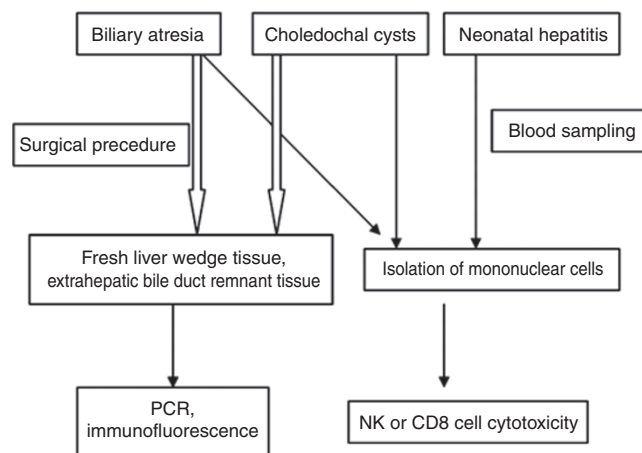 Biliary atresia
Choledochal cysts
Neonatal hepatitis
Surgical precedure
Blood sampling
Fresh liver wedge tissue,
extrahepatic bile duct remnant tissue
Isolation of mononuclear cells
PCR,
immunofluorescence
NK or CD8 cell cytotoxicity